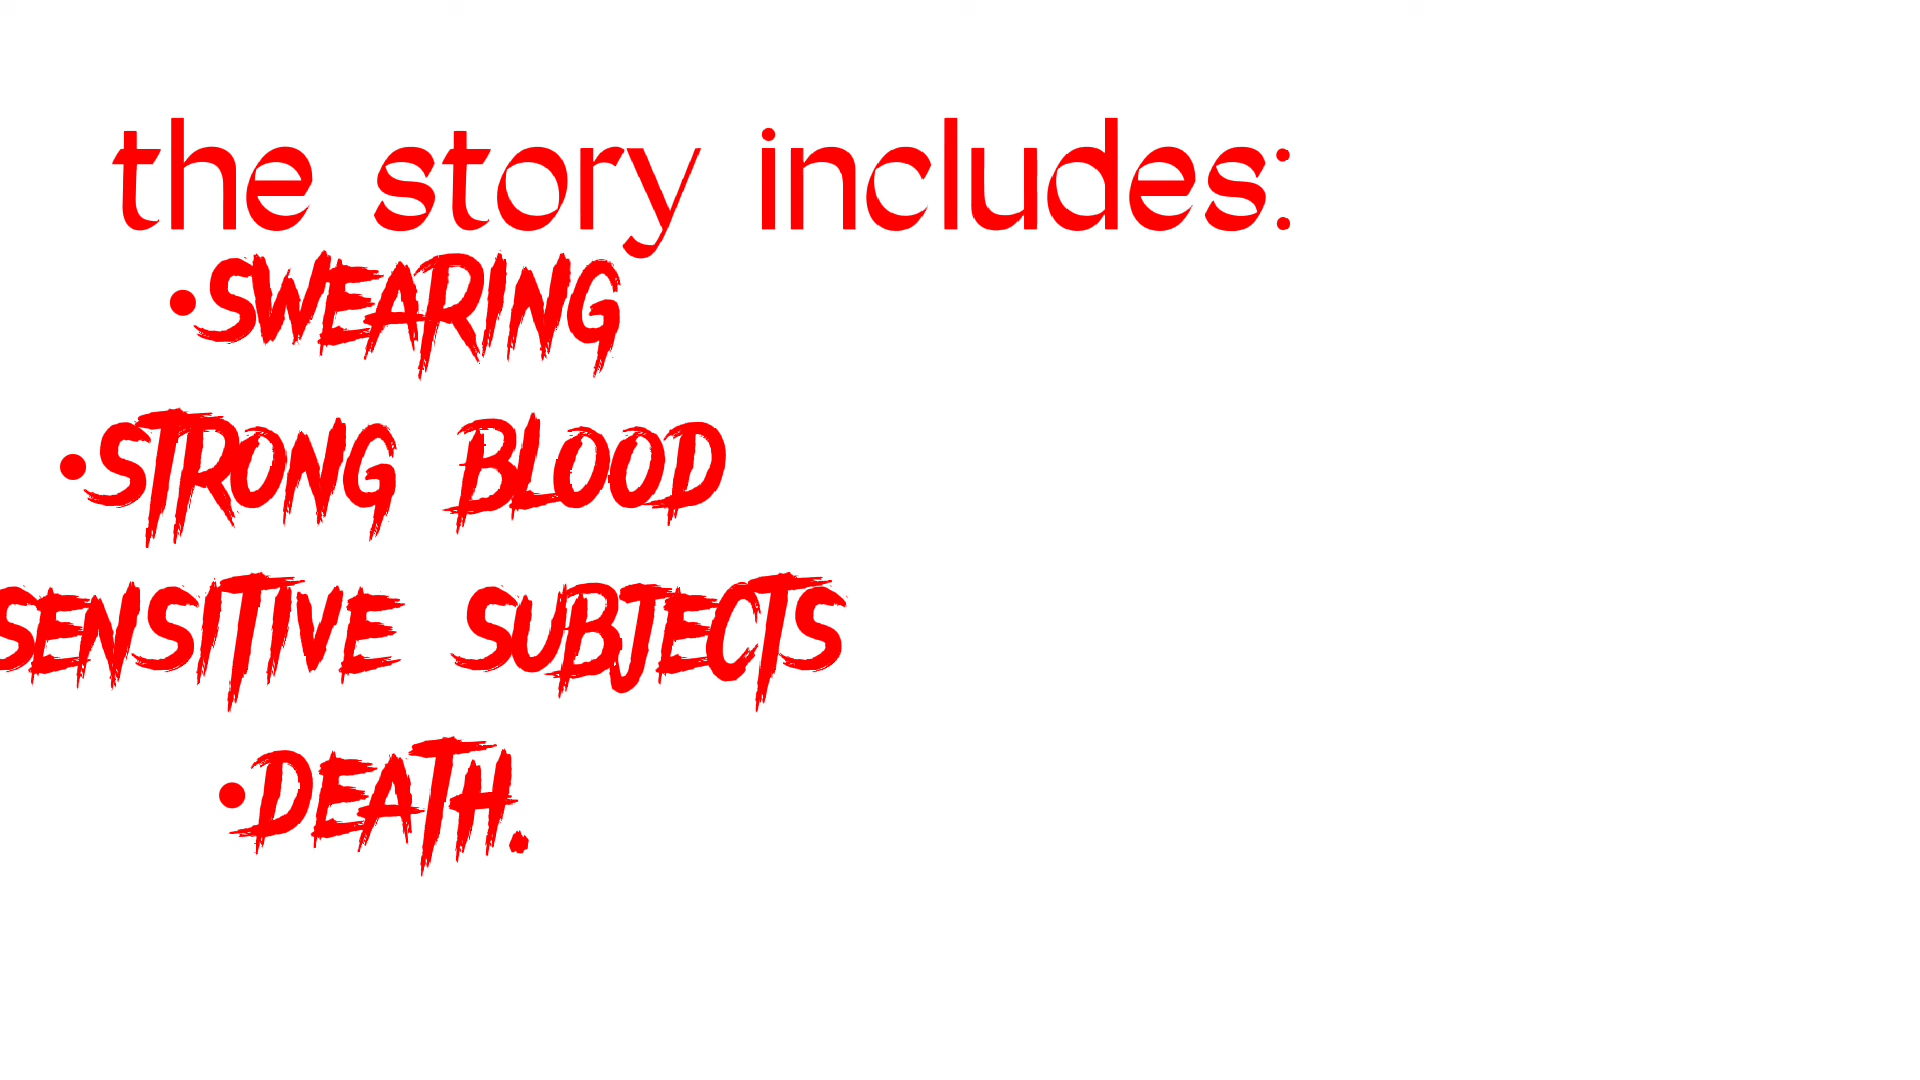 the story includes:
•SWEARING
•STRONG BLOOD
SENSITIVE SUBJECTS
•DEATH.